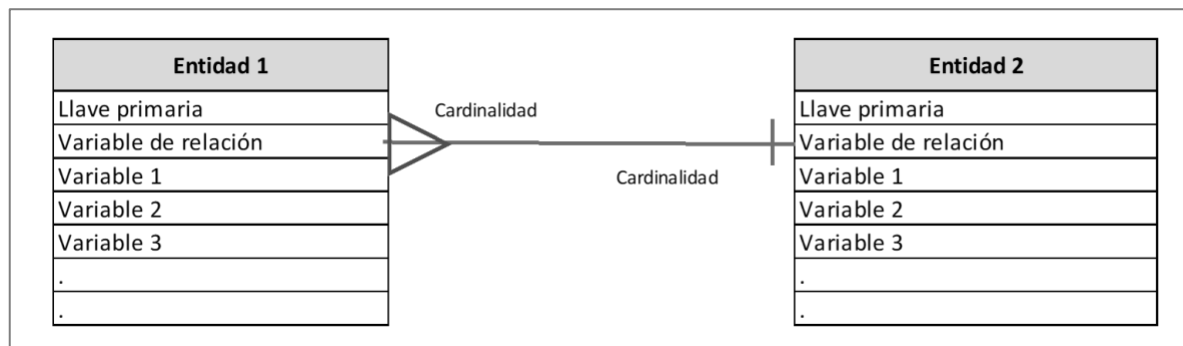 Entidad 1
Llave primaria
Variable de relación
Variable 1
Variable 2
Variable 3
.
.
Cardinalidad
Cardinalidad
Entidad 2
Llave primaria
Variable de relación
Variable 1
Variable 2
Variable 3
.
.